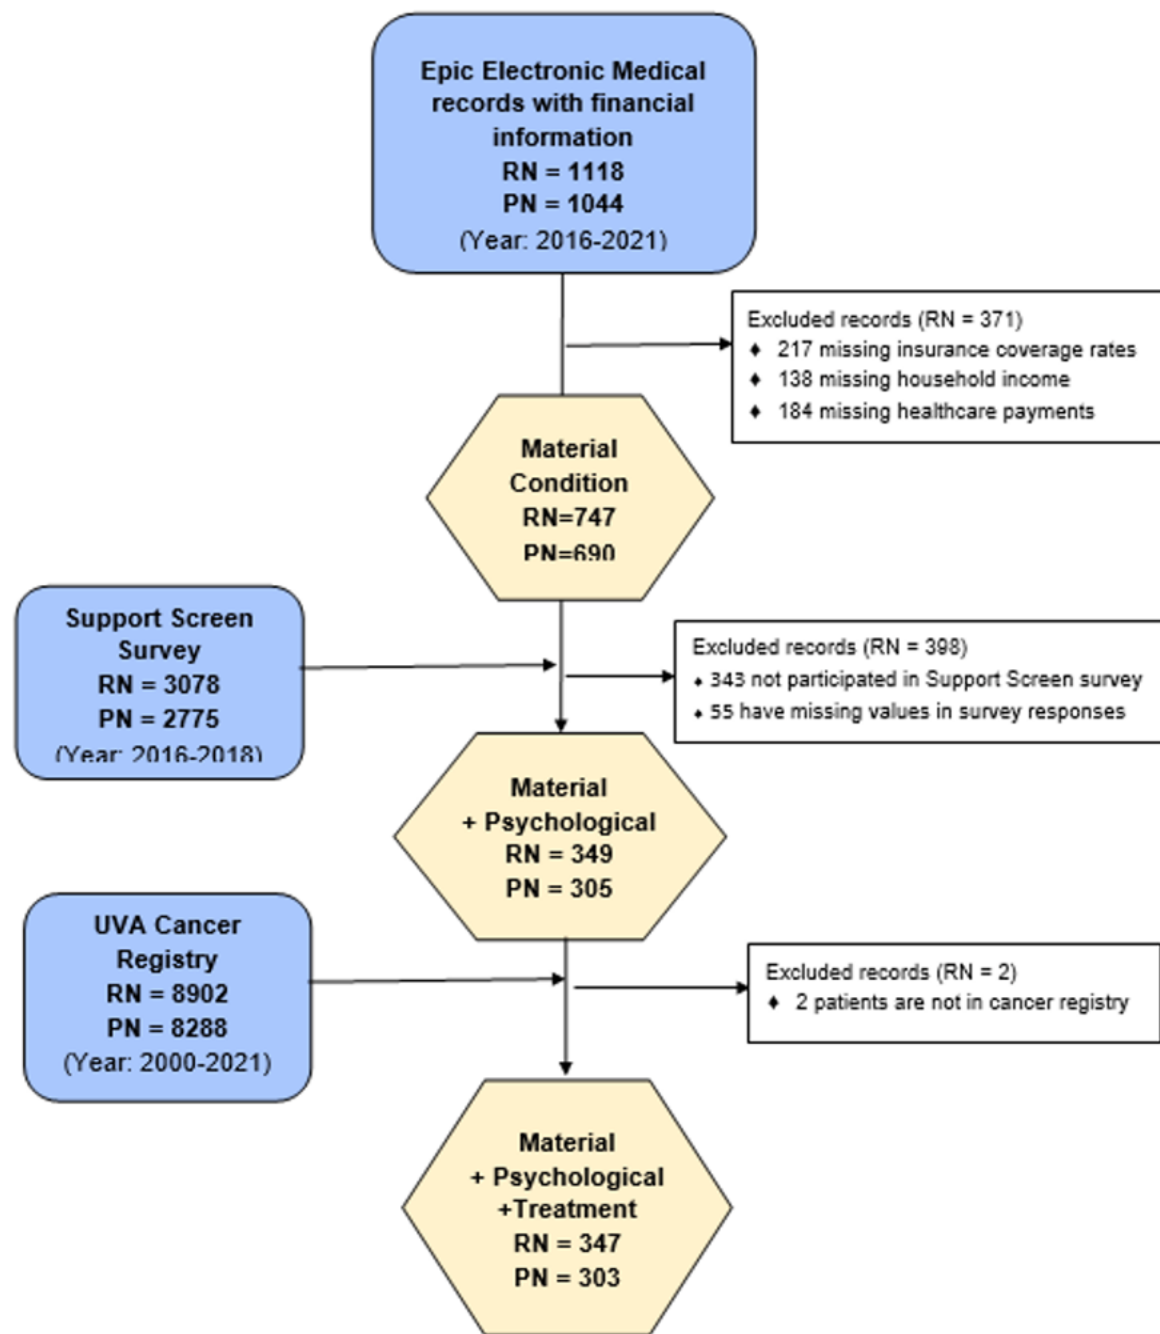 Epic Electronic Medical
records with financial
information
RN = 1118
PN = 1044
(Year: 2016-2021)
Excluded records (RN = 371)
♦ 217 missing insurance coverage rates
♦ 138 missing household income
♦ 184 missing healthcare payments
Material
Condition
RN=747
PN=690
Support Screen
Survey
RN = 3078
PN = 2775
(Year: 2016-2018)
Excluded records (RN = 398)
♦ 343 not participated in Support Screen survey
♦ 55 have missing values in survey responses
Material
+ Psychological
RN = 349
PN = 305
UVA Cancer
Registry
RN = 8902
PN = 8288
(Year: 2000-2021)
Excluded records (RN = 2)
♦ 2 patients are not in cancer registry
Material
+ Psychological
+Treatment
RN = 347
PN = 303